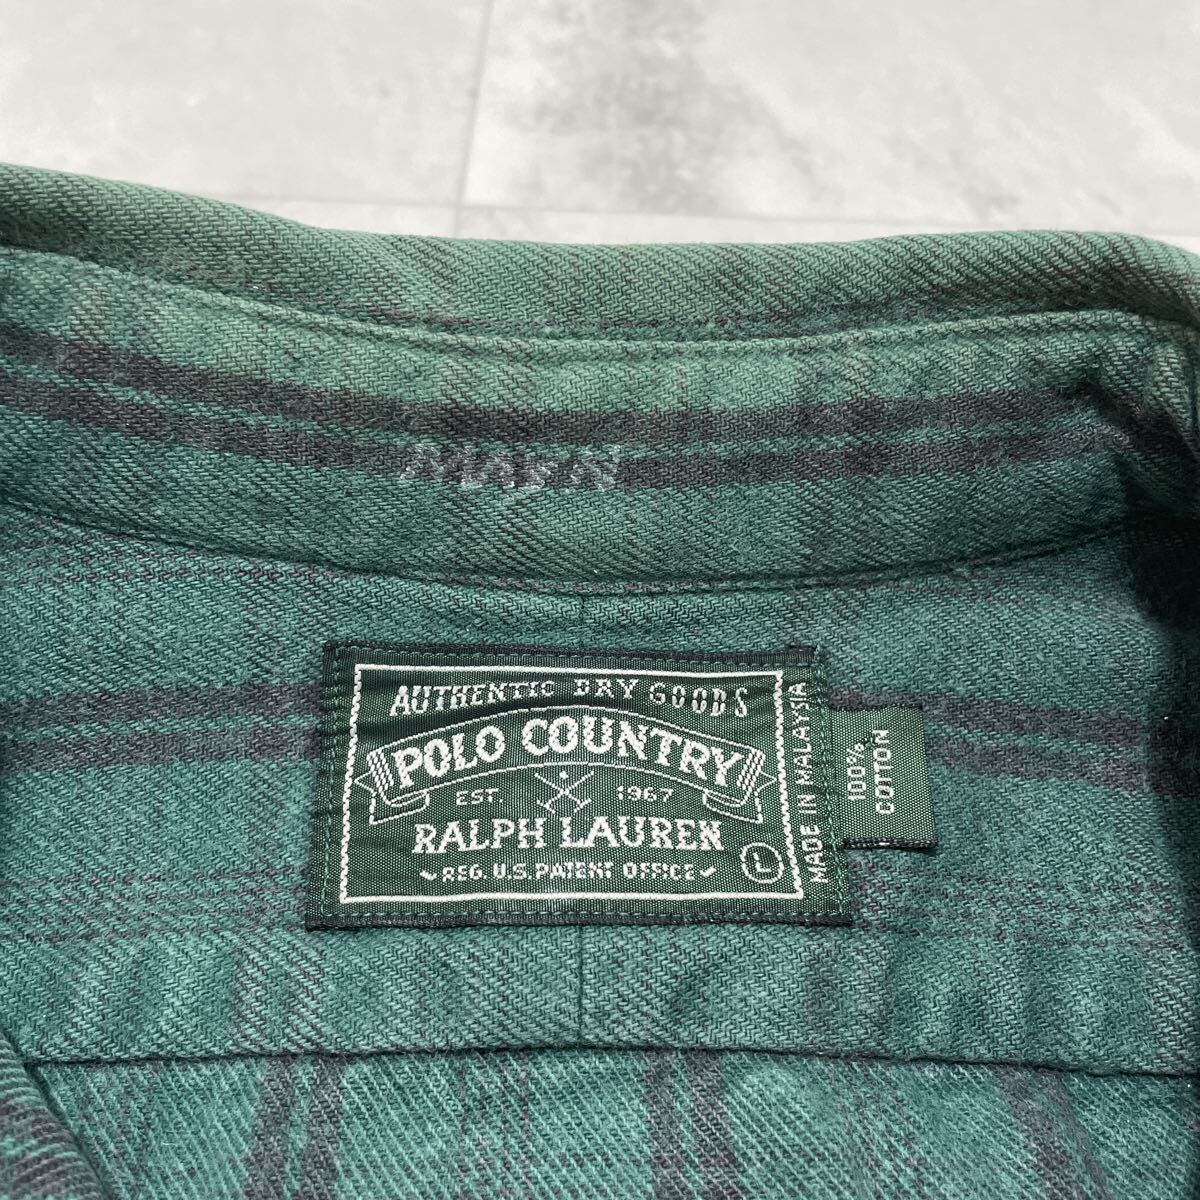 AUTHENTIC DRY GOODS
POLO COUNTRY
EST. 1967
RALPH LAUREN
REG. U.S. PATENT OFFICE
L
MADE IN MALAYSIA
100%
COTTON